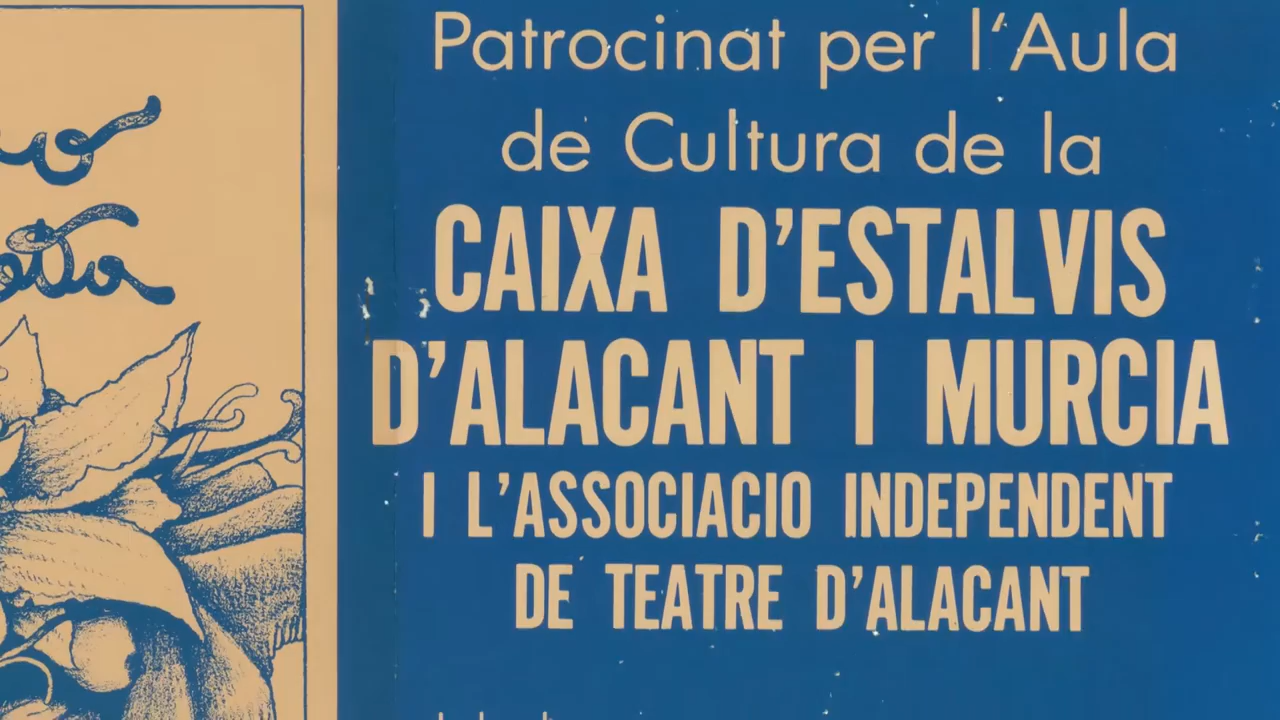 Patrocinat per l‘Aula
de Cultura de la
CAIXA D’ESTALVIS
D’ALACANT I MURCIA
I L’ASSOCIACIO INDEPENDENT
DE TEATRE D’ALACANT